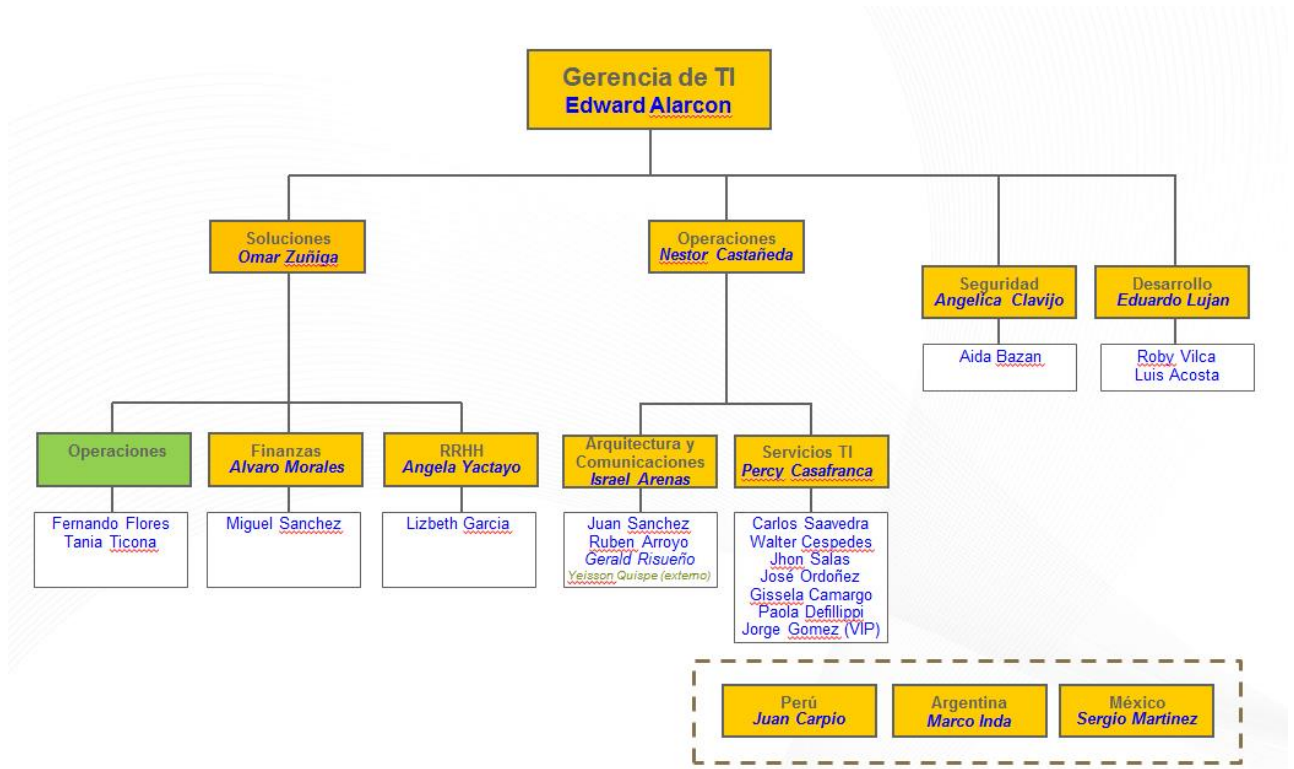 Gerencia de TI
Edward Alarcon
Soluciones
Omar Zuñiga
Operaciones
Nestor Castañeda
Seguridad
Angelica Clavijo
Desarrollo
Eduardo Lujan
Aida Bazan
Roby Vilca
Luis Acosta
Operaciones
Finanzas
Alvaro Morales
RRHH
Angela Yactayo
Arquitectura y
Comunicaciones
Israel Arenas
Servicios TI
Percy Casafranca
Fernando Flores
Tania Ticona
Miguel Sanchez
Lizbeth Garcia
Juan Sanchez
Ruben Arroyo
Gerald Risueño
Yeisson Quispe (externo)
Carlos Saavedra
Walter Cespedes
Jhon Salas
José Ordoñez
Gissela Camargo
Paola Defillippi
Jorge Gomez (VIP)
Perú
Juan Carpio
Argentina
Marco Inda
México
Sergio Martinez